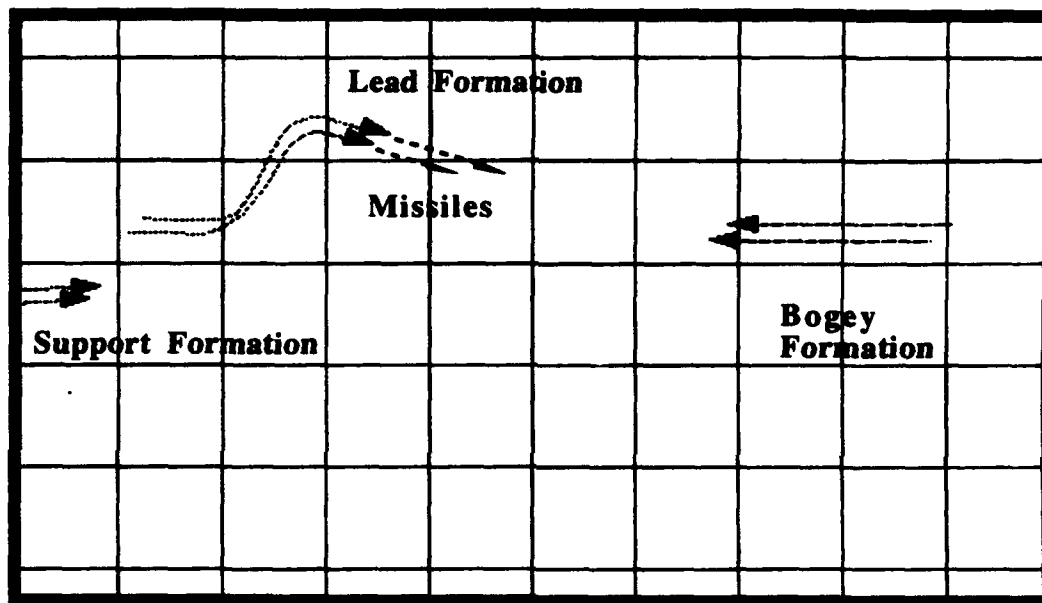 Lead Formation
Missiles
Support Formation
Bogey
Formation